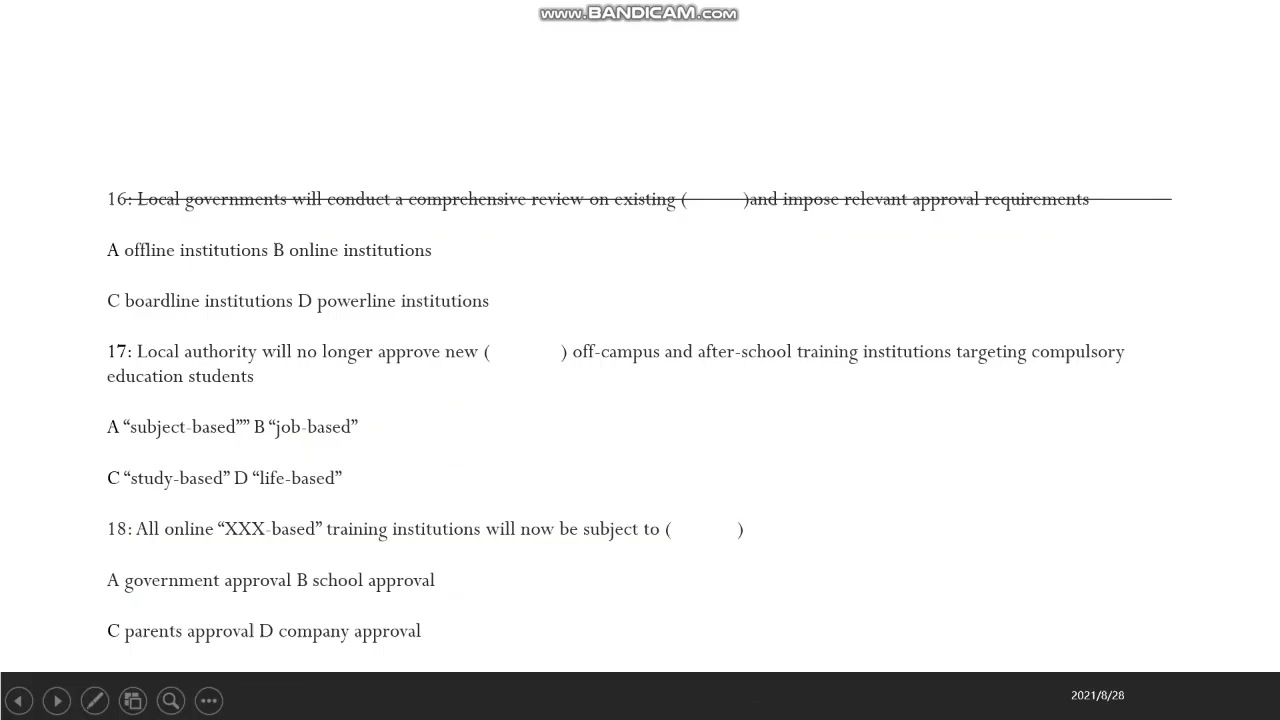 www.BANDICAM.com
16: Local governments will conduct a comprehensive review on existing ( )and impose relevant approval requirements
A offline institutions B online institutions
C boardline institutions D powerline institutions
17: Local authority will no longer approve new ( ) off-campus and after-school training institutions targeting compulsory
education students
A “subject-based”” B “job-based”
C “study-based” D “life-based”
18: All online “XXX-based” training institutions will now be subject to ( )
A government approval B school approval
C parents approval D company approval
2021/8/28